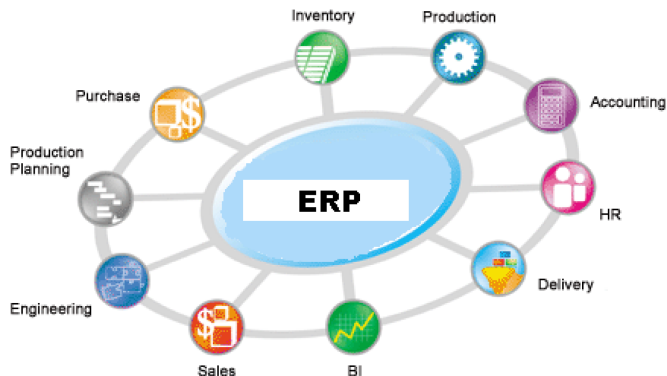 Inventory
Production
Purchase
Accounting
Production
Planning
ERP
HR
Delivery
Engineering
Sales
BI
$
$